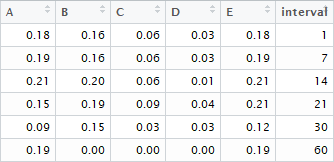 A B C D E interval
0.18 0.16 0.06 0.03 0.18 1
0.19 0.16 0.06 0.03 0.19 7
0.21 0.20 0.06 0.01 0.21 14
0.15 0.19 0.09 0.04 0.21 21
0.09 0.15 0.03 0.03 0.12 30
0.19 0.00 0.00 0.00 0.19 60